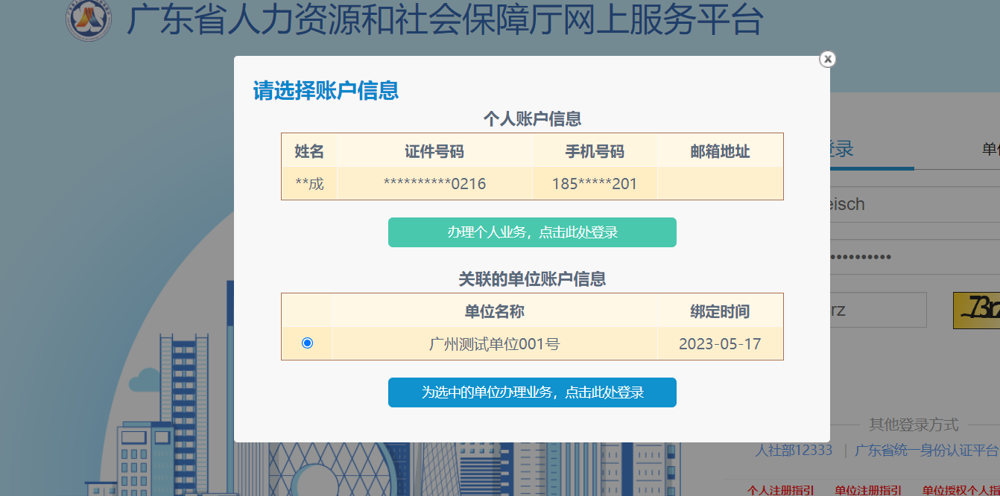 广东省人力资源和社会保障厅网上服务平台
请选择账户信息
个人账户信息
姓名 证件号码 手机号码 邮箱地址
**成 **********0216 185*****201
办理个人业务，点击此处登录
关联的单位账户信息
单位名称 绑定时间
广州测试单位001号 2023-05-17
为选中的单位办理业务，点击此处登录
登录 单位
eisch
rz
其他登录方式
人社部12333 | 广东省统一身份认证平台
个人注册指引 单位注册指引 单位授权个人指